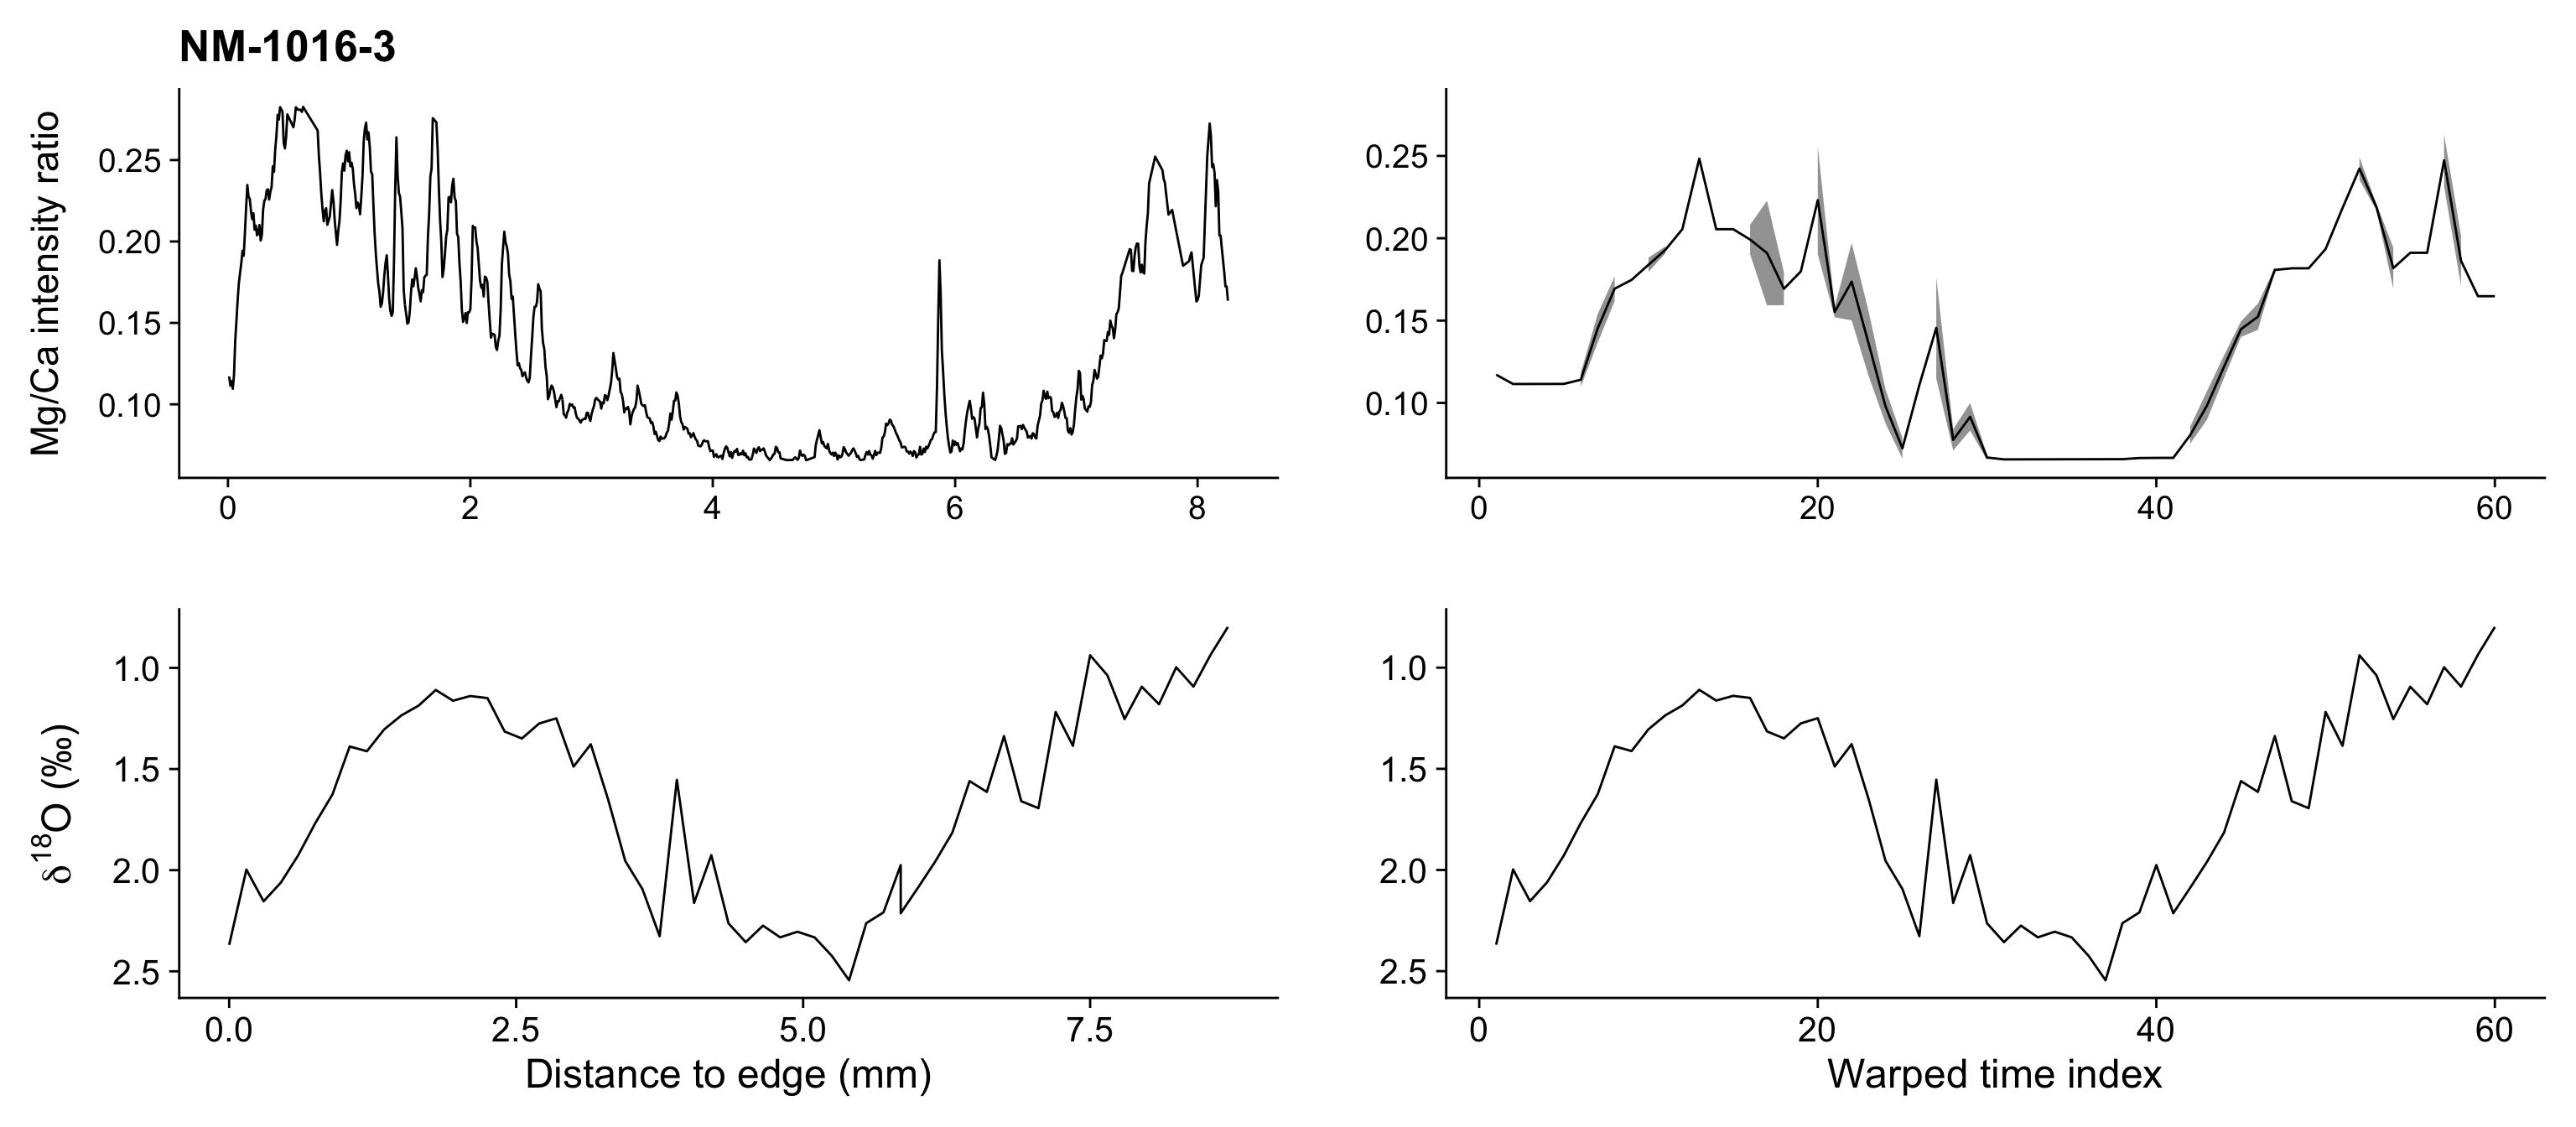 NM-1016-3
Mg/Ca intensity ratio
0.25
0.20
0.15
0.10
0 2 4 6 8
0.25
0.20
0.15
0.10
0 20 40 60
δ18O (‰)
1.0
1.5
2.0
2.5
0.0 2.5 5.0 7.5
Distance to edge (mm)
1.0
1.5
2.0
2.5
0 20 40 60
Warped time index